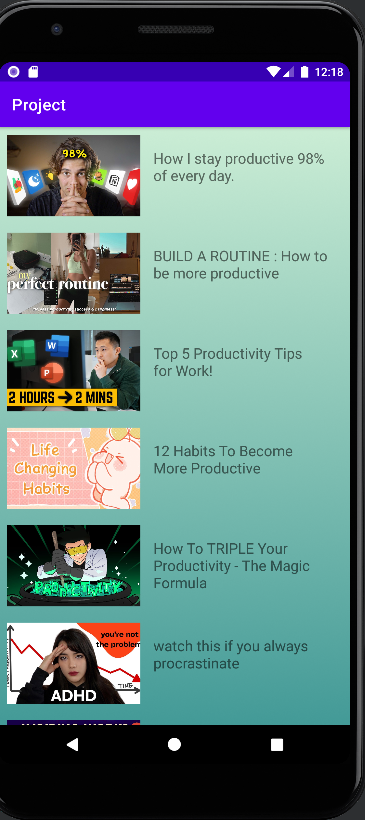 12:18
Project
98%
How I stay productive 98%
of every day.
perfect routine
BUILD A ROUTINE : How to
be more productive
X
W
P
2 HOURS → 2 MINS
Top 5 Productivity Tips
for Work!
Life
Changing
Habits
12 Habits To Become
More Productive
PRODUCTIVITY
How To TRIPLE Your
Productivity - The Magic
Formula
you're not
the problem
TIME
ADHD
watch this if you always
procrastinate